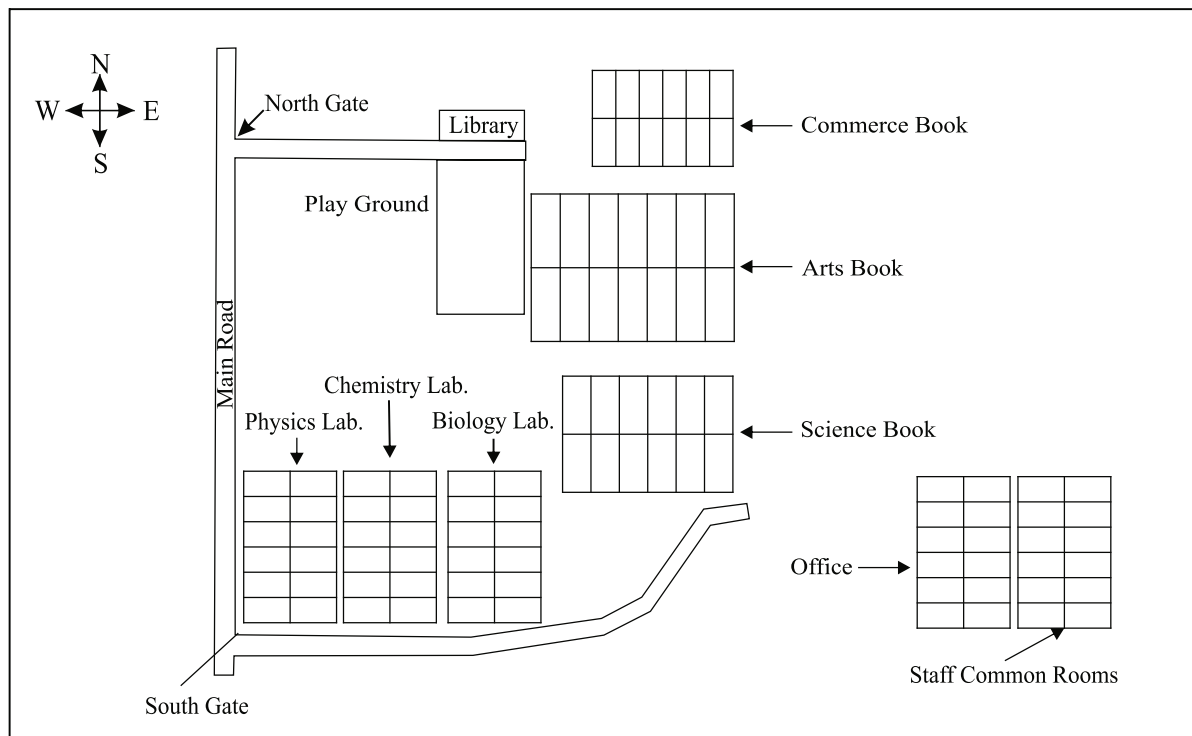 N
W E
S
North Gate
Library
Commerce Book
Play Ground
Arts Book
Main Road
Chemistry Lab.
Physics Lab.
Biology Lab.
Science Book
Office
Staff Common Rooms
South Gate